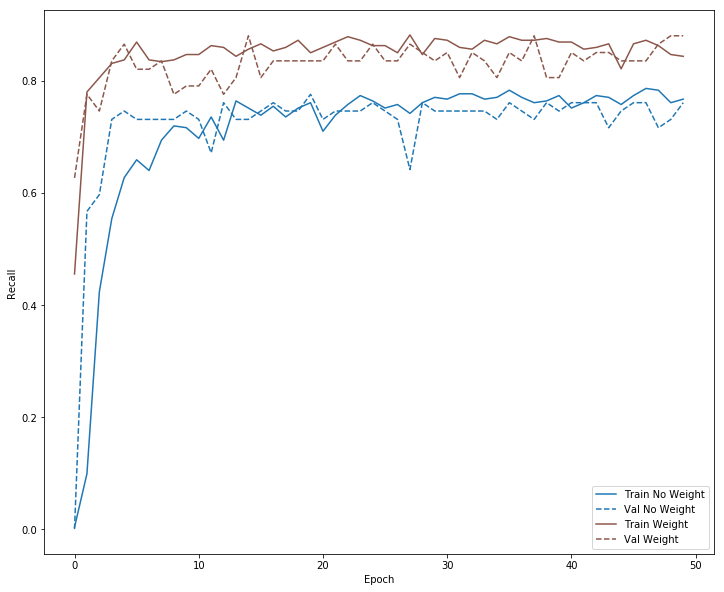 0.8
0.6
0.4
0.2
0.0
Recall
0 10 20 30 40 50
Epoch
Train No Weight
Val No Weight
Train Weight
Val Weight